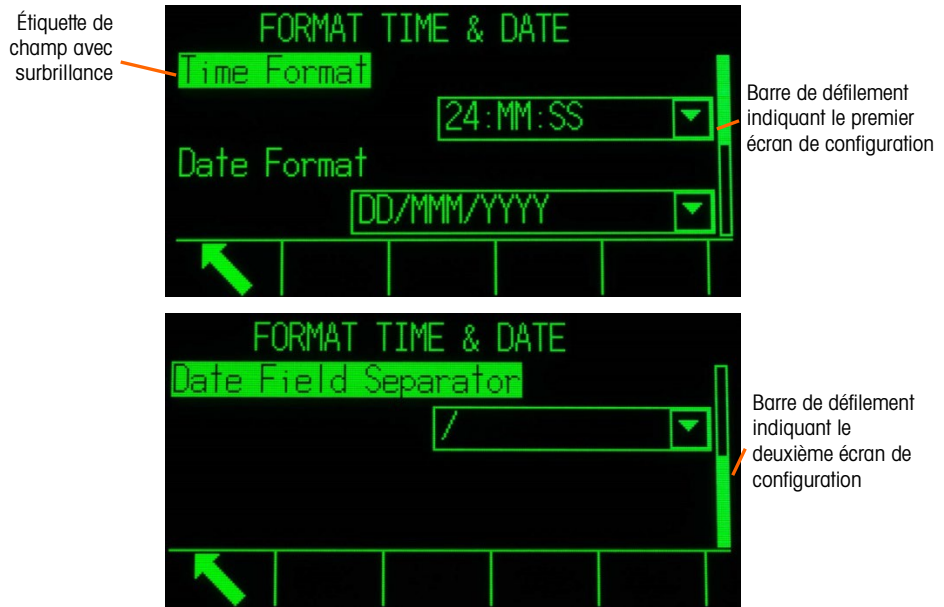 Étiquette de
champ avec
surbrillance
FORMAT TIME & DATE
Time Format
24:MM:SS
Date Format
DD/MMM/YYYY
Barre de défilement
indiquant le premier
écran de configuration
FORMAT TIME & DATE
Date Field Separator
/
Barre de défilement
indiquant le
deuxième écran de
configuration